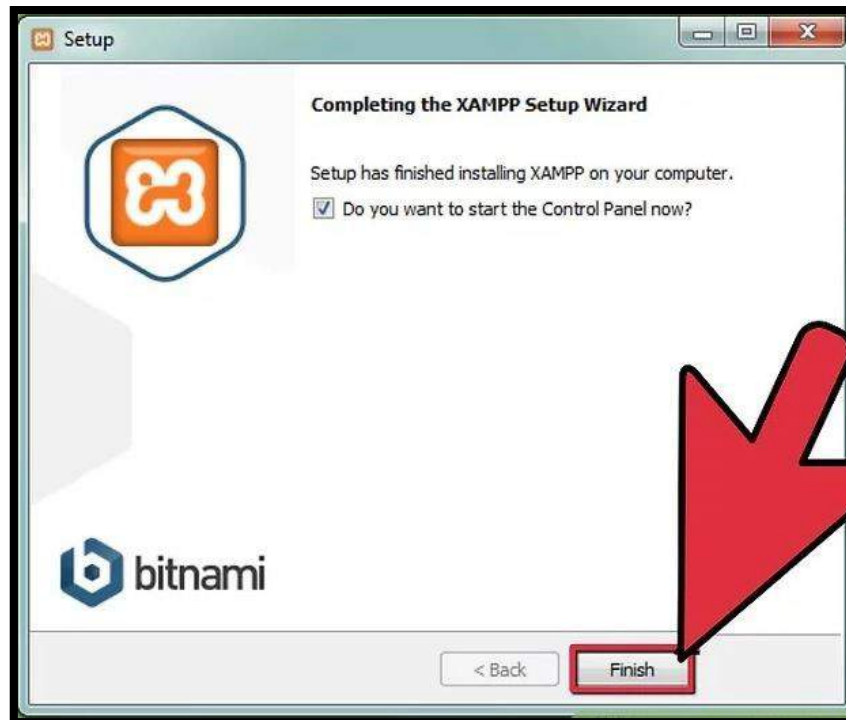 Setup
Completing the XAMPP Setup Wizard
Setup has finished installing XAMPP on your computer.
Do you want to start the Control Panel now?
bitnami
< Back
Finish